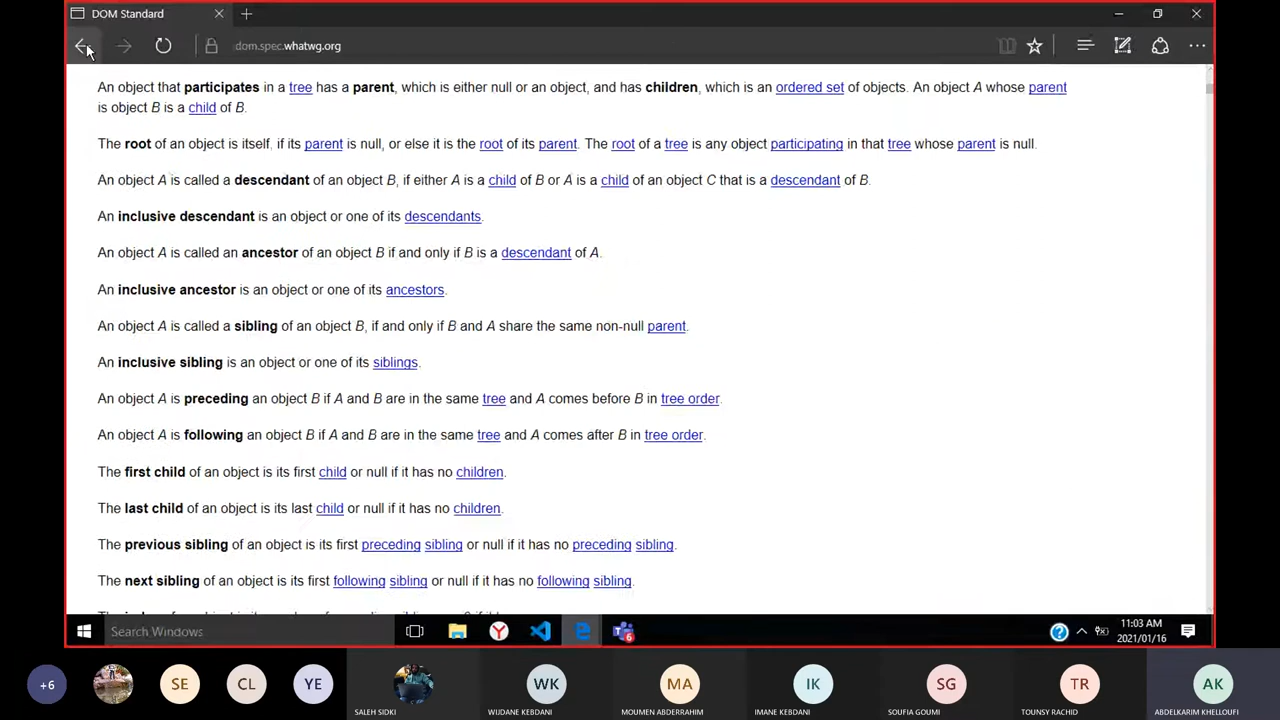 DOM Standard
dom.spec.whatwg.org
An object that participates in a tree has a parent, which is either null or an object, and has children, which is an ordered set of objects. An object A whose parent
is object B is a child of B.
The root of an object is itself, if its parent is null, or else it is the root of its parent. The root of a tree is any object participating in that tree whose parent is null.
An object A is called a descendant of an object B, if either A is a child of B or A is a child of an object C that is a descendant of B.
An inclusive descendant is an object or one of its descendants.
An object A is called an ancestor of an object B if and only if B is a descendant of A.
An inclusive ancestor is an object or one of its ancestors.
An object A is called a sibling of an object B, if and only if B and A share the same non-null parent.
An inclusive sibling is an object or one of its siblings.
An object A is preceding an object B if A and B are in the same tree and A comes before B in tree order.
An object A is following an object B if A and B are in the same tree and A comes after B in tree order.
The first child of an object is its first child or null if it has no children.
The last child of an object is its last child or null if it has no children.
The previous sibling of an object is its first preceding sibling or null if it has no preceding sibling.
The next sibling of an object is its first following sibling or null if it has no following sibling.
Search Windows
6
11:03 AM
2021/01/16
+6
SE
CL
YE
WK
MA
IK
SG
TR
AK
SALEH SIDKI
WIJDANE KEBDANI
MOUMEN ABDERRAHIM
IMANE KEBDANI
SOUFIA GOUMI
TOUNSY RACHID
ABDELKARIM KHELLOUFI